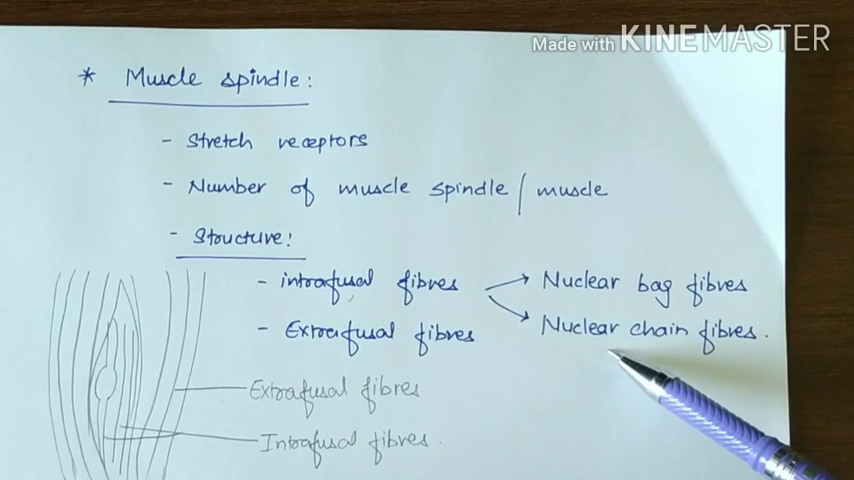 Made with KINEMASTER
* Muscle spindle:
- Stretch receptors
- Number of muscle spindle / muscle
- Structure:
- intrafusal fibres → Nuclear bag fibres
- Extrafusal fibres → Nuclear chain fibres.
Extrafusal fibres
Intrafusal fibres.